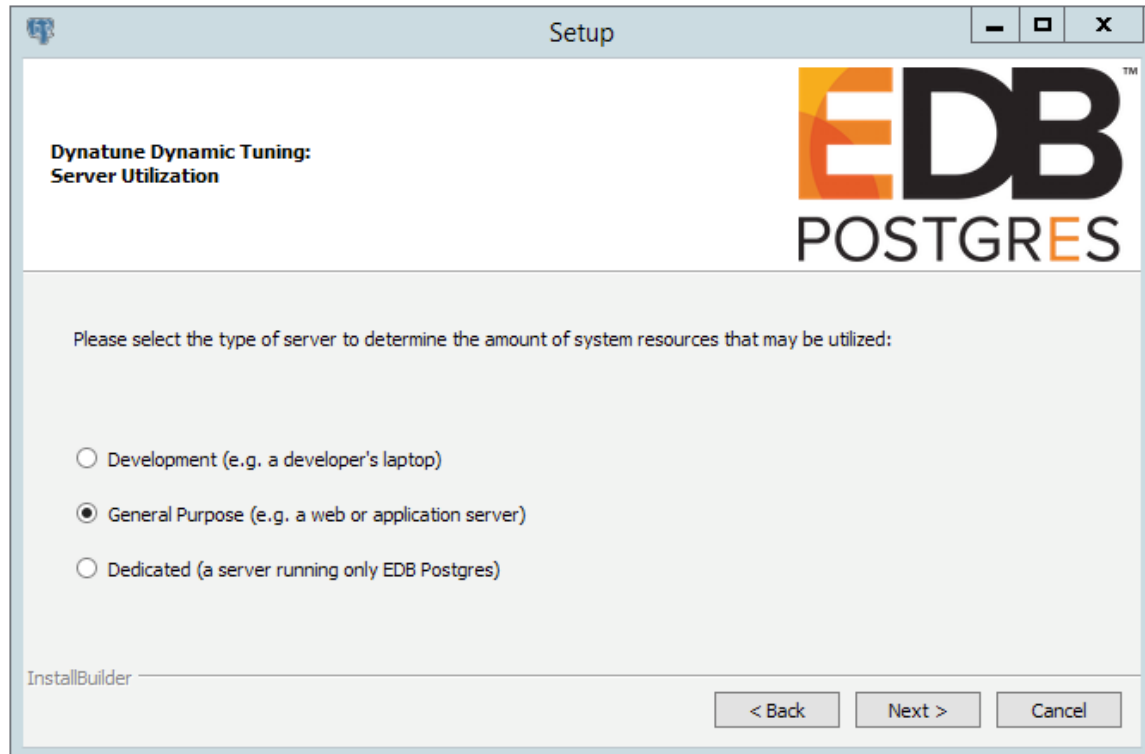 Setup
Dynatune Dynamic Tuning:
Server Utilization
EDB™
POSTGRES
Please select the type of server to determine the amount of system resources that may be utilized:
Development (e.g. a developer's laptop)
General Purpose (e.g. a web or application server)
Dedicated (a server running only EDB Postgres)
InstallBuilder
< Back Next > Cancel